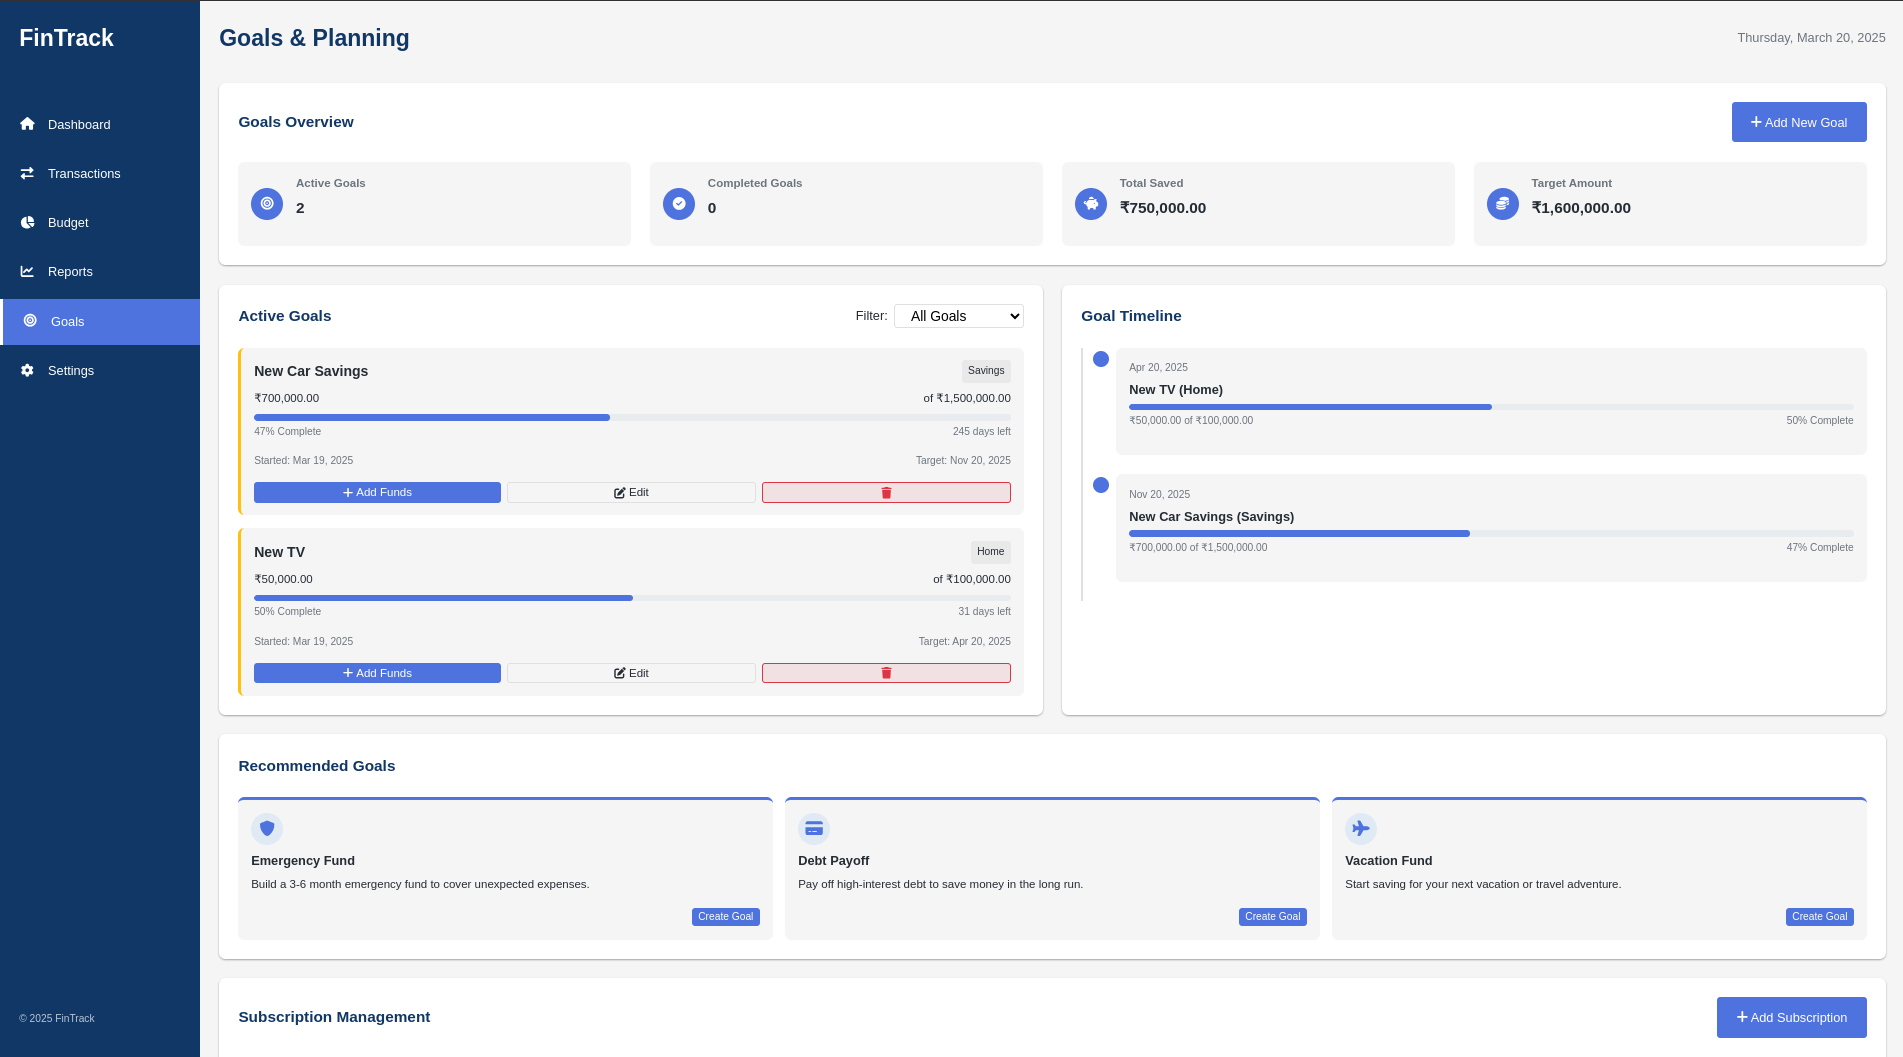 FinTrack
Dashboard
Transactions
Budget
Reports
Goals
Settings
© 2025 FinTrack
Goals & Planning
Thursday, March 20, 2025
Goals Overview
+ Add New Goal
Active Goals
2
Completed Goals
0
Total Saved
₹750,000.00
Target Amount
₹1,600,000.00
Active Goals
Filter: All Goals
New Car Savings
Savings
₹700,000.00
of ₹1,500,000.00
47% Complete
245 days left
Started: Mar 19, 2025
Target: Nov 20, 2025
+ Add Funds
Edit
New TV
Home
₹50,000.00
of ₹100,000.00
50% Complete
31 days left
Started: Mar 19, 2025
Target: Apr 20, 2025
+ Add Funds
Edit
Goal Timeline
Apr 20, 2025
New TV (Home)
₹50,000.00 of ₹100,000.00
50% Complete
Nov 20, 2025
New Car Savings (Savings)
₹700,000.00 of ₹1,500,000.00
47% Complete
Recommended Goals
Emergency Fund
Build a 3-6 month emergency fund to cover unexpected expenses.
Create Goal
Debt Payoff
Pay off high-interest debt to save money in the long run.
Create Goal
Vacation Fund
Start saving for your next vacation or travel adventure.
Create Goal
Subscription Management
+ Add Subscription